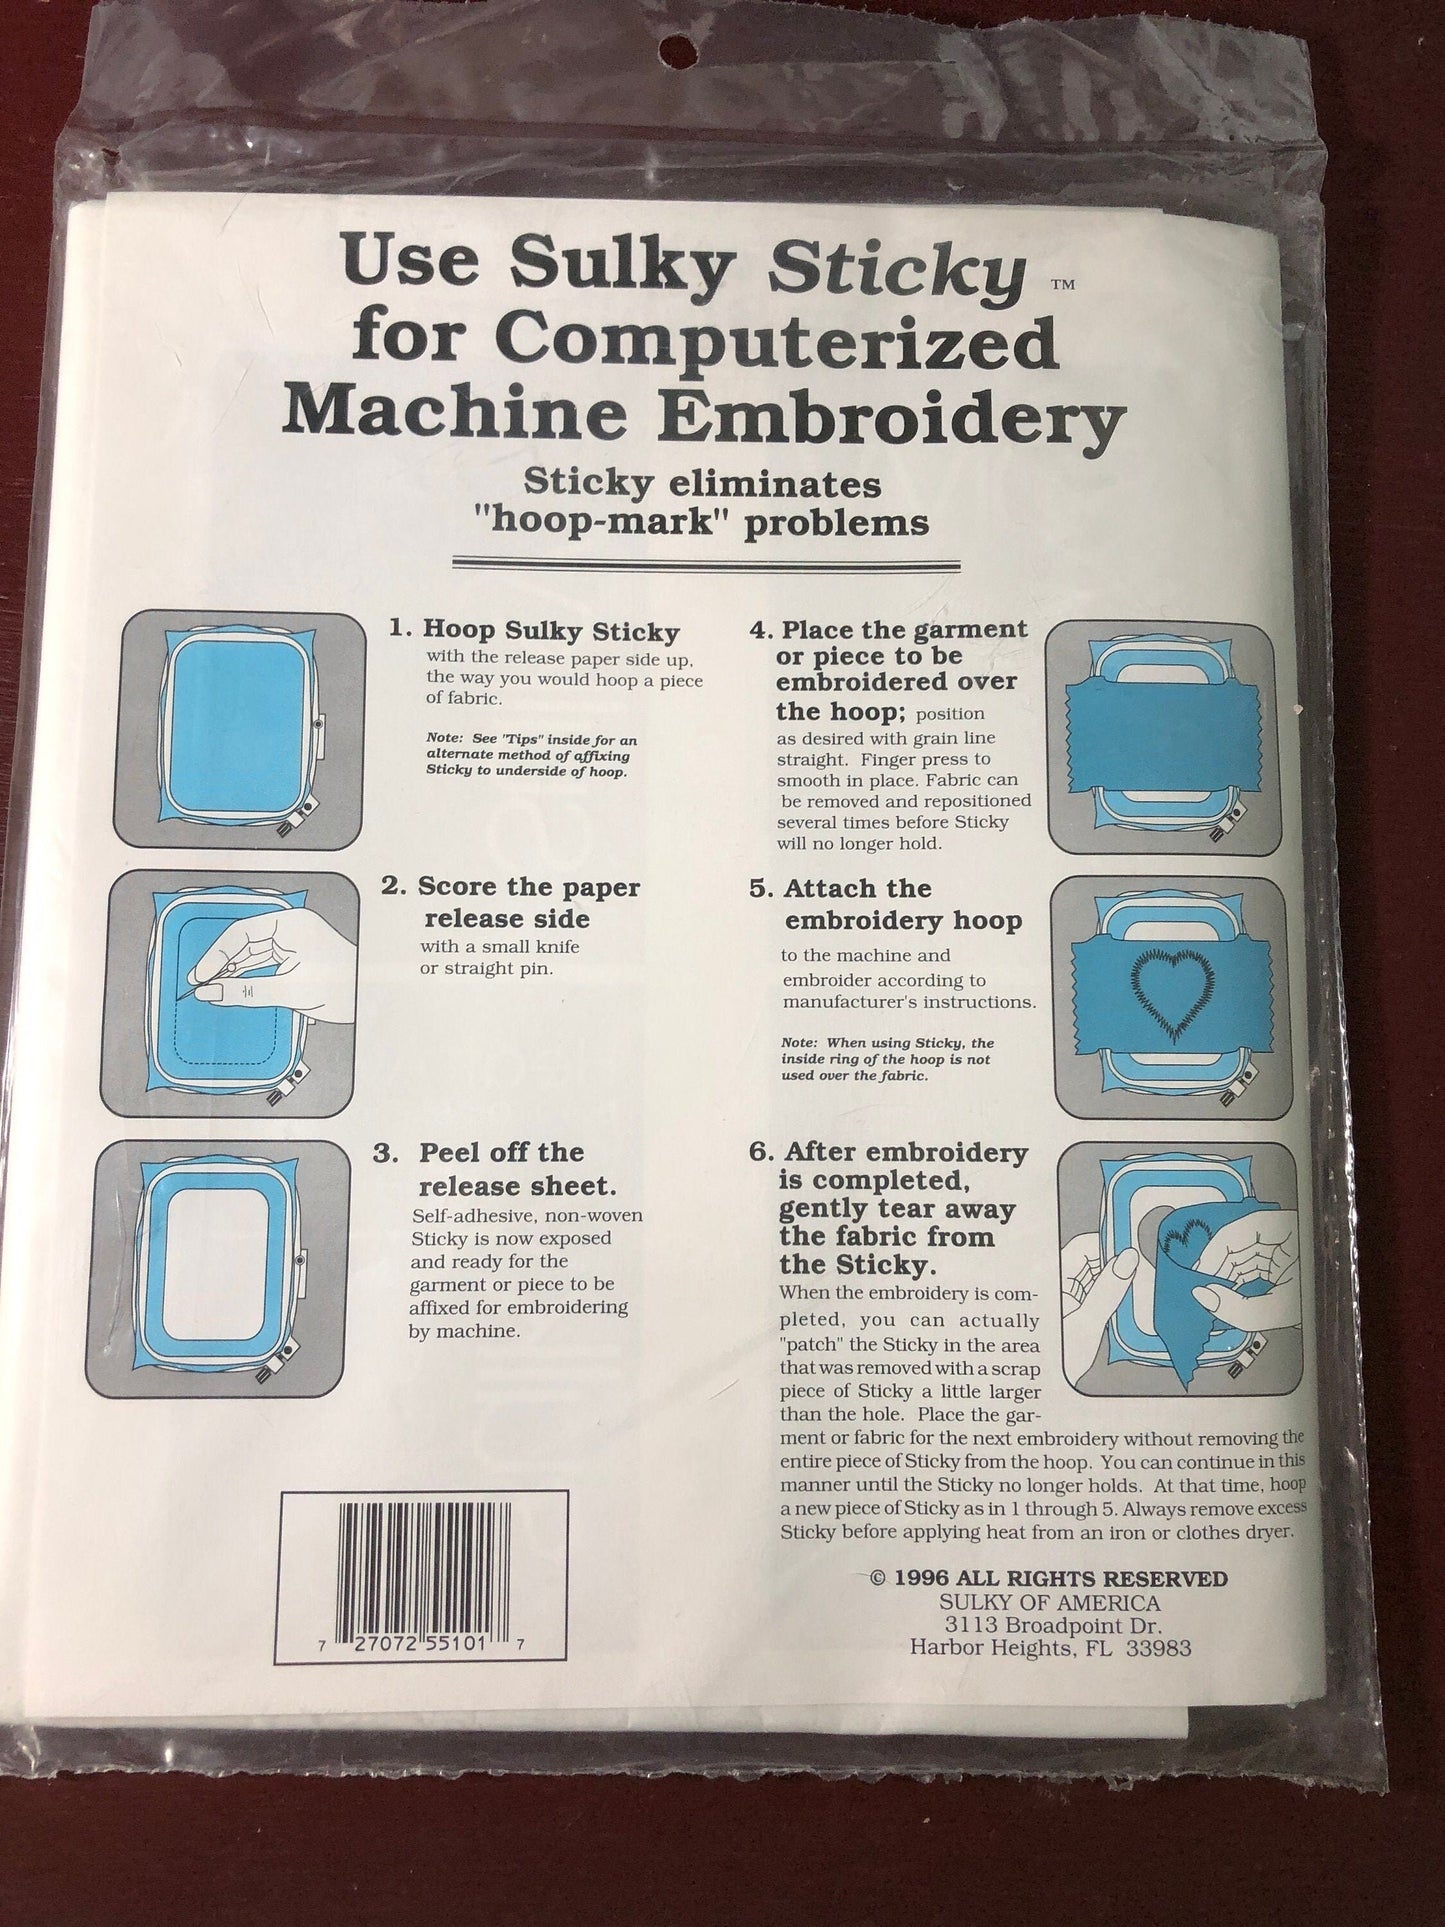 Use Sulky Sticky ™
for Computerized
Machine Embroidery
Sticky eliminates
"hoop-mark" problems
1. Hoop Sulky Sticky
with the release paper side up,
the way you would hoop a piece
of fabric.
Note: See "Tips" inside for an
alternate method of affixing
Sticky to underside of hoop.
2. Score the paper
release side
with a small knife
or straight pin.
3. Peel off the
release sheet.
Self-adhesive, non-woven
Sticky is now exposed
and ready for the
garment or piece to be
affixed for embroidering
by machine.
4. Place the garment
or piece to be
embroidered over
the hoop; position
as desired with grain line
straight. Finger press to
smooth in place. Fabric can
be removed and repositioned
several times before Sticky
will no longer hold.
5. Attach the
embroidery hoop
to the machine and
embroider according to
manufacturer's instructions.
Note: When using Sticky, the
inside ring of the hoop is not
used over the fabric.
6. After embroidery
is completed,
gently tear away
the fabric from
the Sticky.
When the embroidery is com-
pleted, you can actually
"patch" the Sticky in the area
that was removed with a scrap
piece of Sticky a little larger
than the hole. Place the gar-
ment or fabric for the next embroidery without removing the
entire piece of Sticky from the hoop. You can continue in this
manner until the Sticky no longer holds. At that time, hoop
a new piece of Sticky as in 1 through 5. Always remove excess
Sticky before applying heat from an iron or clothes dryer.
7 27072 55101 7
© 1996 ALL RIGHTS RESERVED
SULKY OF AMERICA
3113 Broadpoint Dr.
Harbor Heights, FL 33983